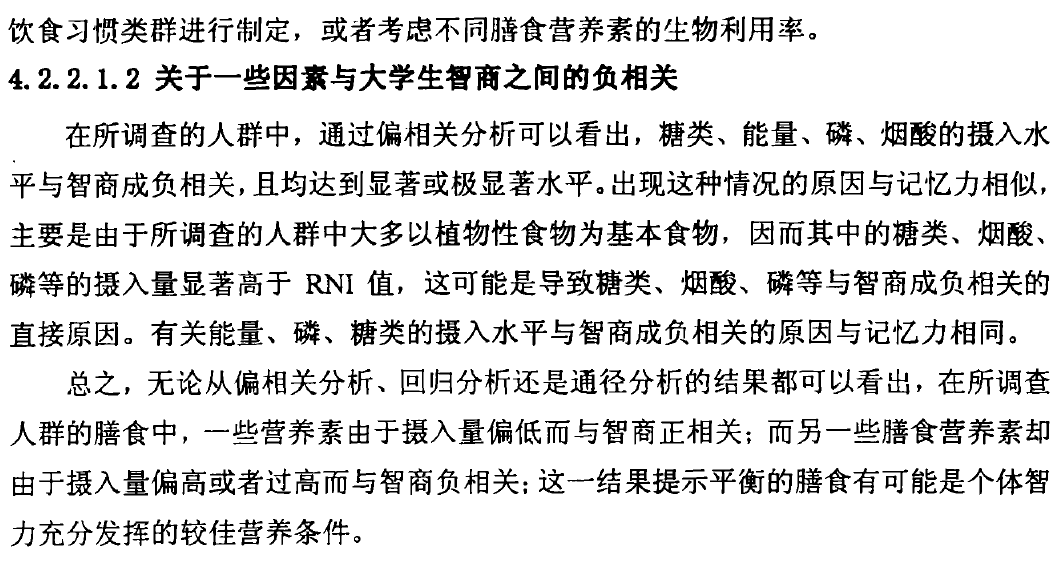 饮食习惯类群进行制定，或者考虑不同膳食营养素的生物利用率。
4.2.2.1.2 关于一些因素与大学生智商之间的负相关
在所调查的人群中，通过偏相关分析可以看出，糖类、能量、磷、烟酸的摄入水
平与智商成负相关，且均达到显著或极显著水平。出现这种情况的原因与记忆力相似，
主要是由于所调查的人群中大多以植物性食物为基本食物，因而其中的糖类、烟酸、
磷等的摄入量显著高于 RNI 值，这可能是导致糖类、烟酸、磷等与智商成负相关的
直接原因。有关能量、磷、糖类的摄入水平与智商成负相关的原因与记忆力相同。
总之，无论从偏相关分析、回归分析还是通径分析的结果都可以看出，在所调查
人群的膳食中，一些营养素由于摄入量偏低而与智商正相关；而另一些膳食营养素却
由于摄入量偏高或者过高而与智商负相关；这一结果提示平衡的膳食有可能是个体智
力充分发挥的较佳营养条件。